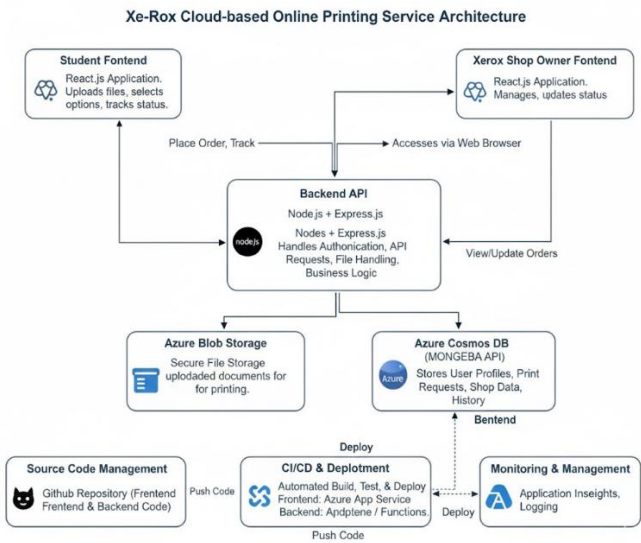 Xe-Rox Cloud-based Online Printing Service Architecture
Student Fontend
React.js Application.
Uploads files, selects
options, tracks status.
Xerox Shop Owner Fontend
React.js Application.
Manages, updates status
Place Order, Track
Accesses via Web Browser
Backend API
Node.js + Express.js
nodejs
Nodes + Express.js
Handles Authonication, API
Requests, File Handling.
Business Logic
View/Update Orders
Azure Blob Storage
Secure File Storage
uplodaded documents for
for printing.
Azure Cosmos DB
(MONGEBA API)
Azure
Stores User Profiles, Print
Requests, Shop Data,
History
Bentend
Deploy
Source Code Management
Github Repository (Frentend
Frentend & Backend Code)
Push Code
CI/CD & Deplotment
Automated Build, Test, & Deploy
Frontend: Azure App Service
Backend: Andptene / Functions.
Push Code
Deploy
Monitoring & Management
Application Inseights,
Logging